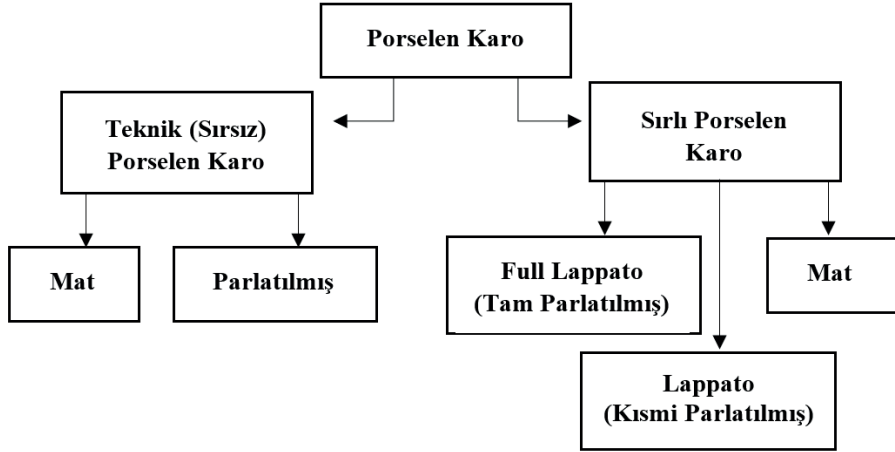 Porselen Karo
Teknik (Sırsız)
Porselen Karo
Sırlı Porselen
Karo
Mat
Parlatılmış
Full Lappato
(Tam Parlatılmış)
Mat
Lappato
(Kısmi Parlatılmış)